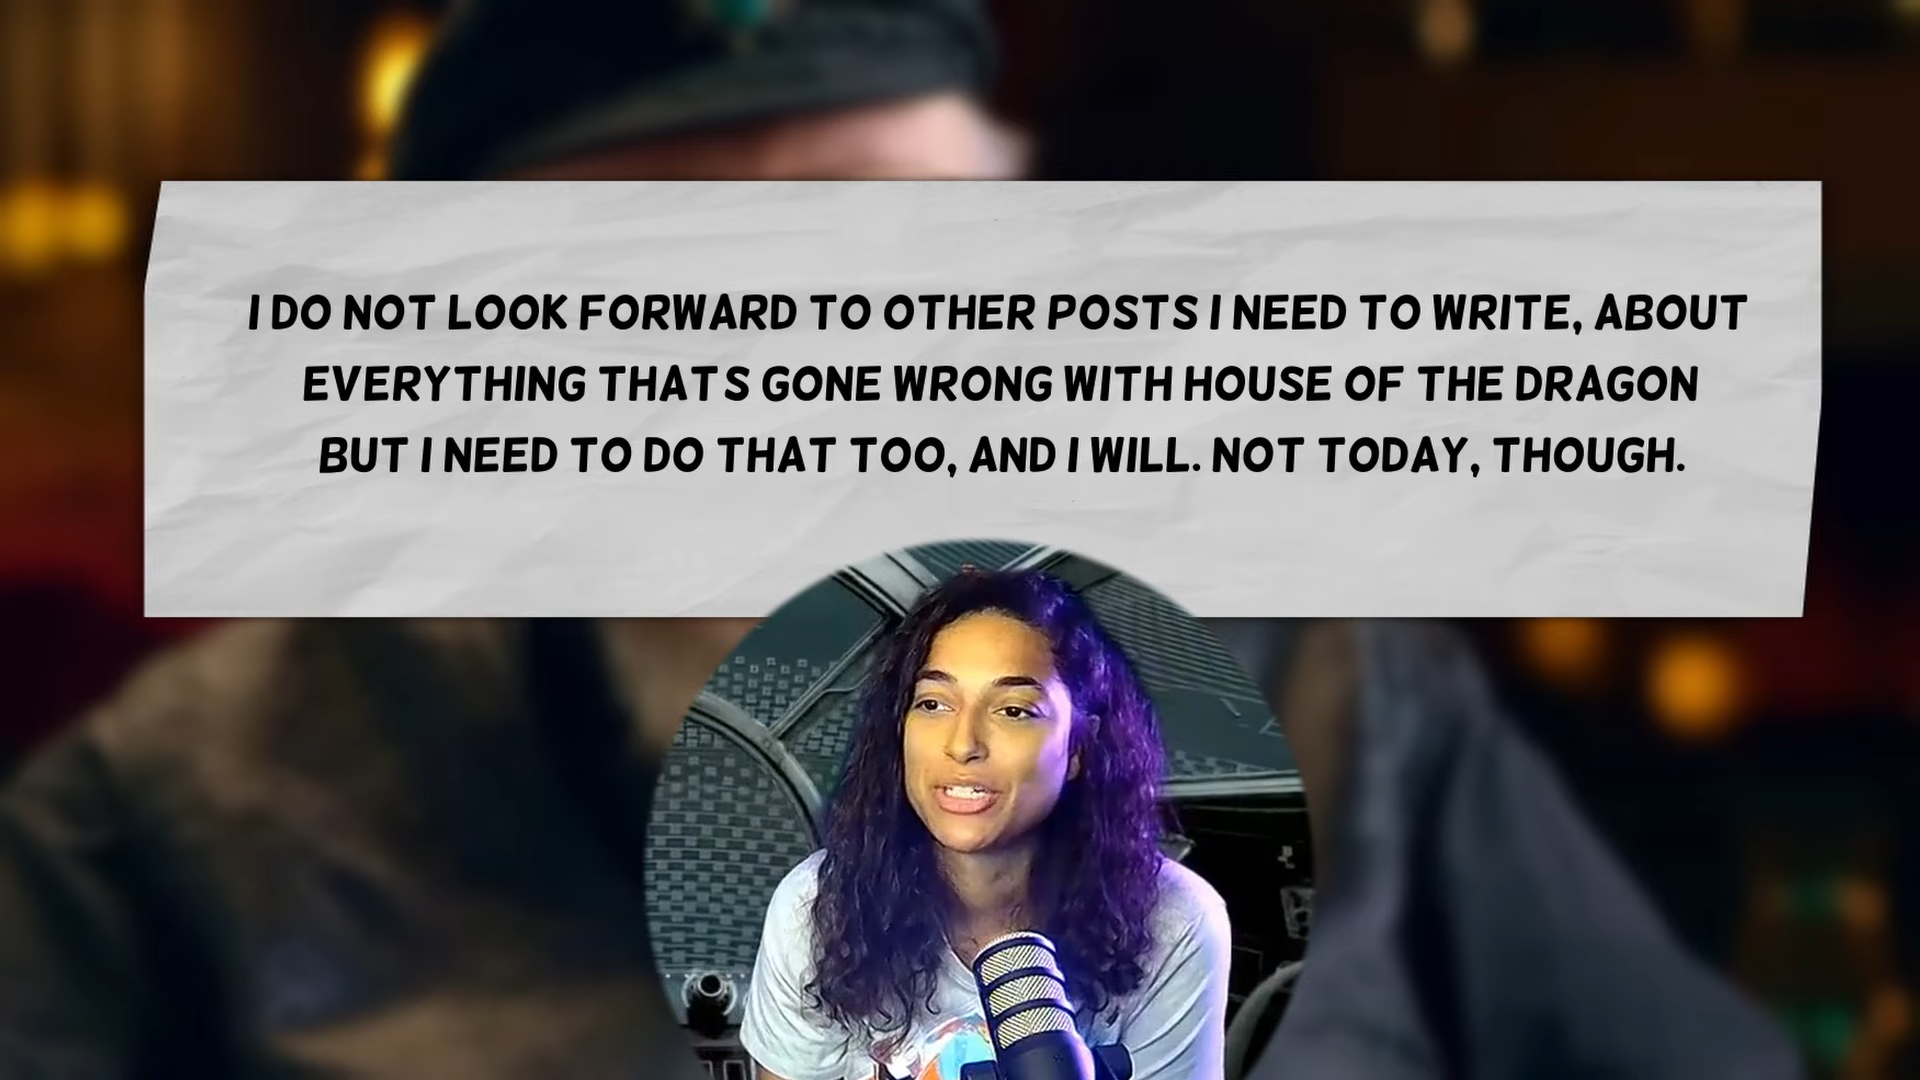 I DO NOT LOOK FORWARD TO OTHER POSTS I NEED TO WRITE, ABOUT
EVERYTHING THAT'S GONE WRONG WITH HOUSE OF THE DRAGON
BUT I NEED TO DO THAT TOO, AND I WILL. NOT TODAY, THOUGH.